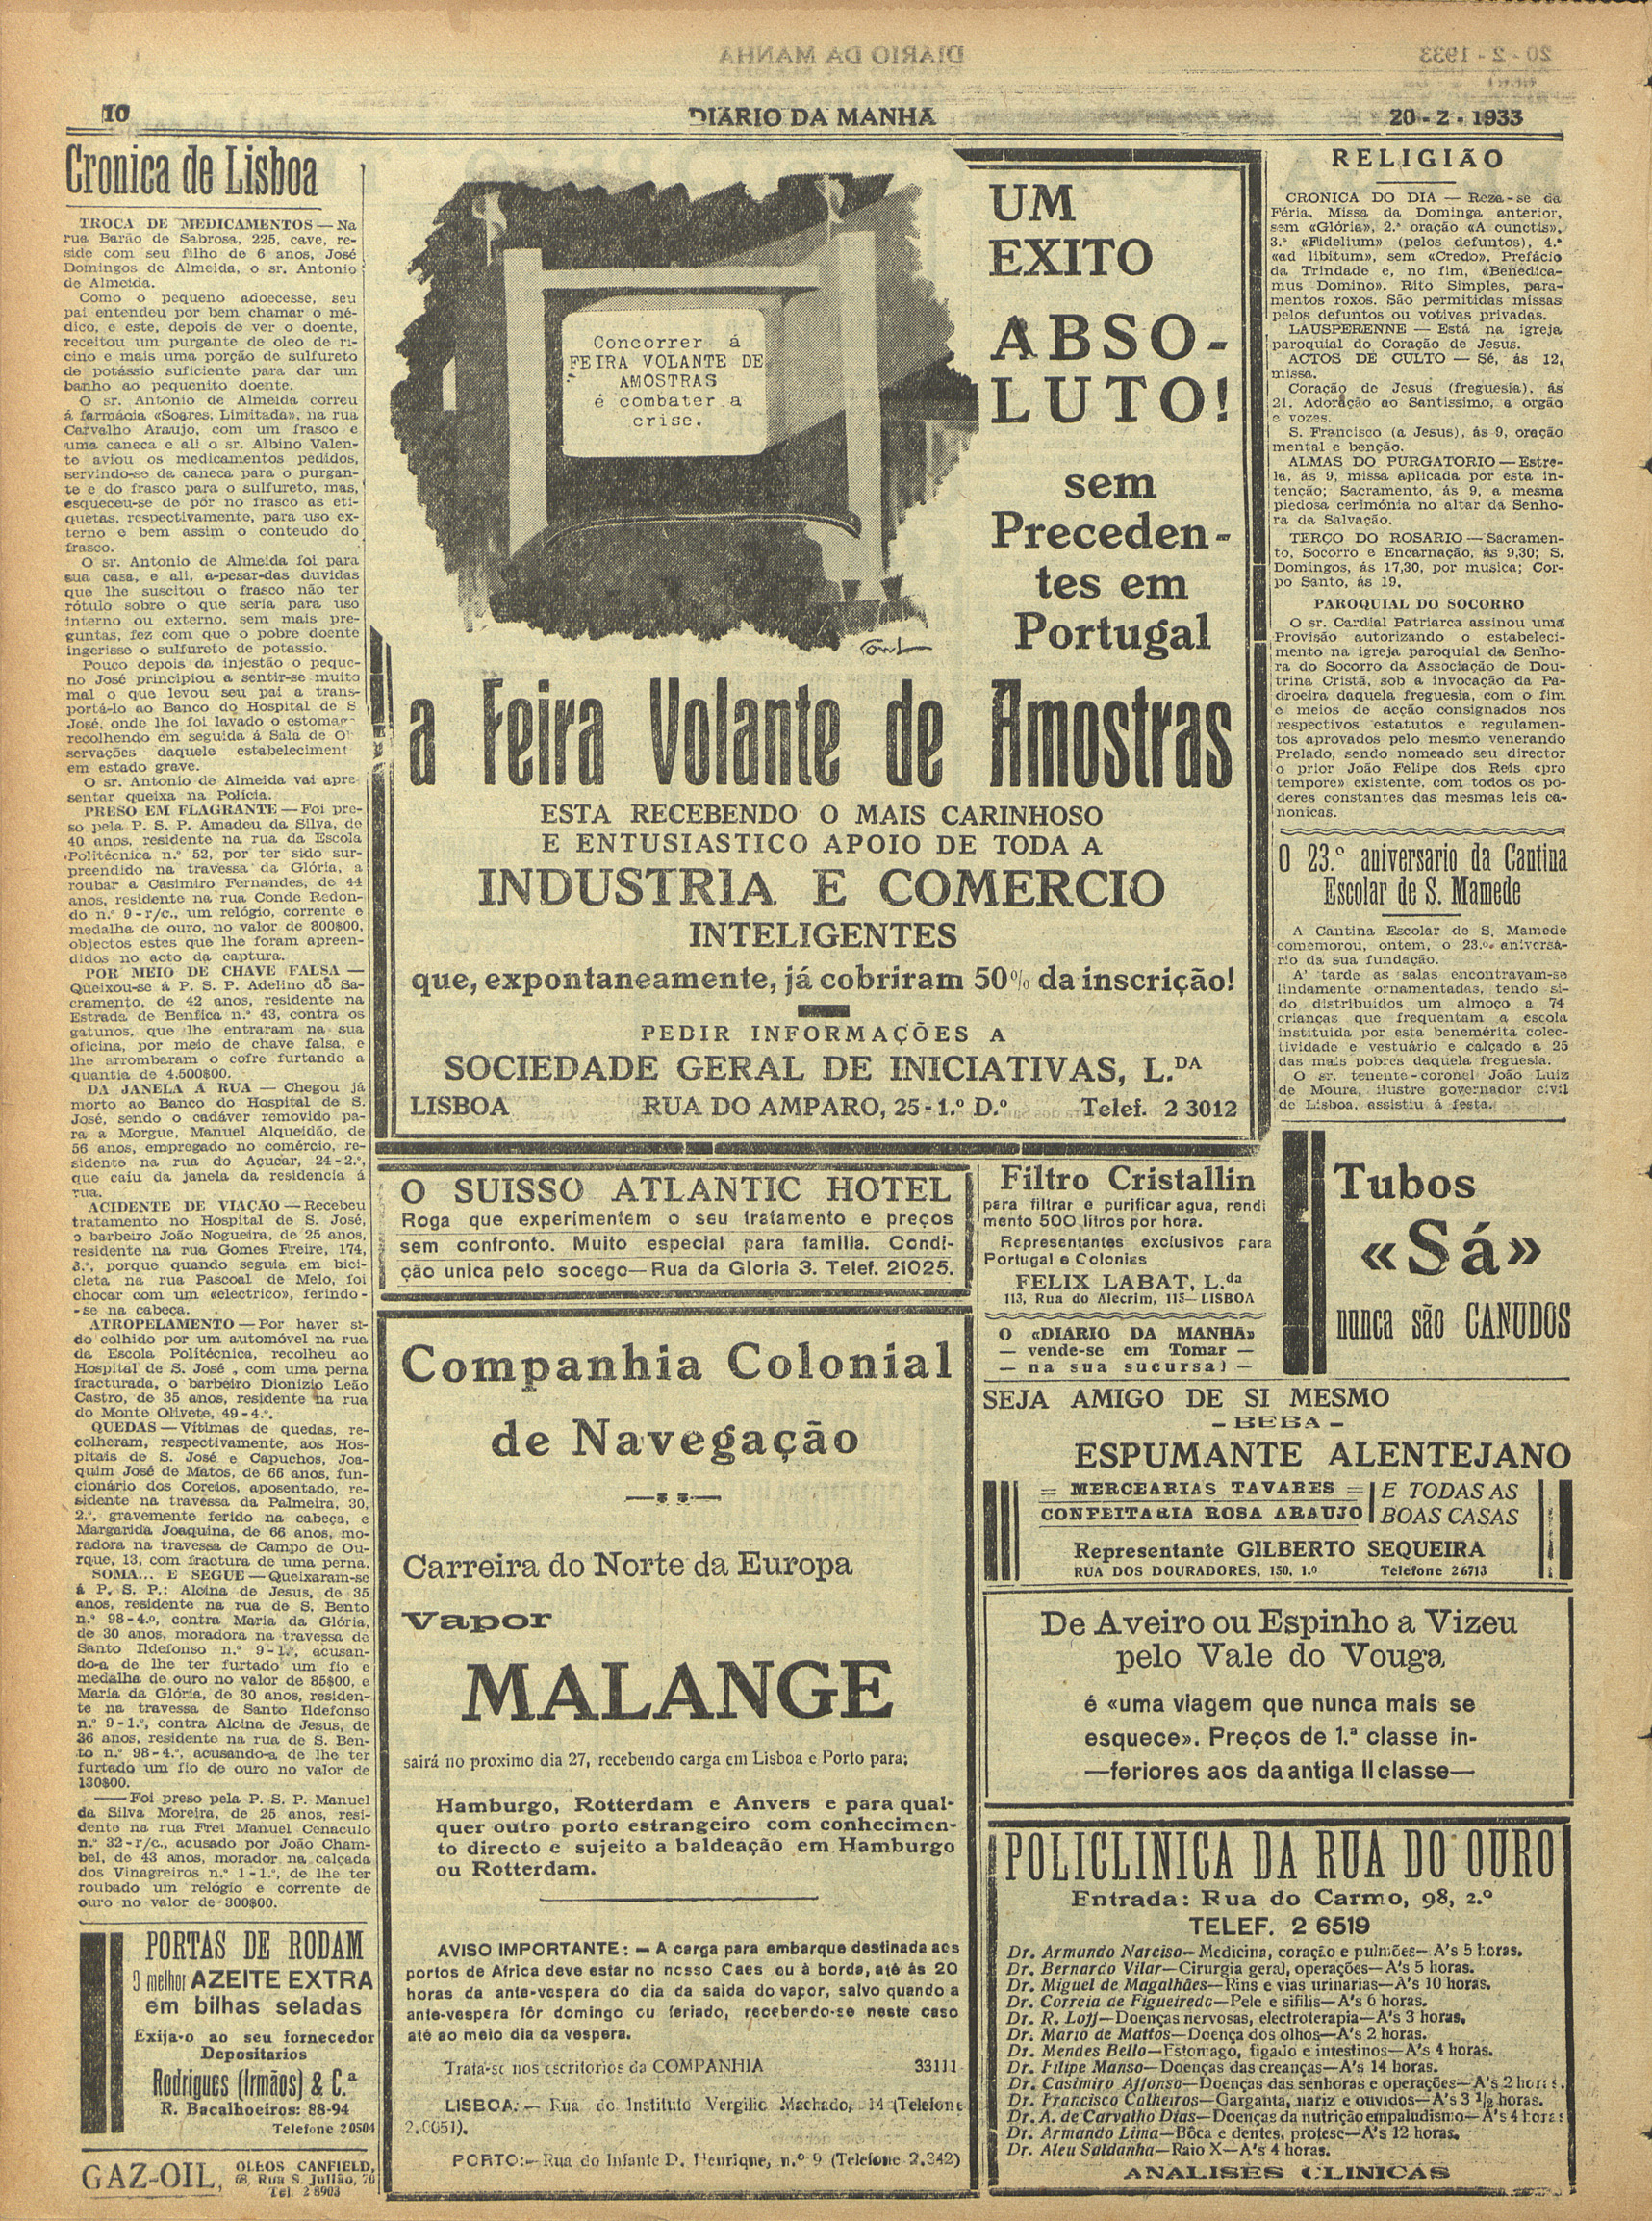 10
DIARIO DA MANHA
20 - 2 - 1933
Cronica de Lisboa
TROCA DE MEDICAMENTOS — Na
rua Barão de Sabrosa, 225, cave, re-
side com seu filho de 6 anos, José
Domingos de Almeida, o sr. Antonio
de Almeida.
Como o pequeno adoecesse, seu
pai entendeu por bem chamar o mé-
dico, e este, depois de ver o doente,
receitou um purgante de oleo de ri-
cino e mais uma porção de sulfureto
de potássio suficiente para dar um
banho ao pequenito doente.
O sr. Antonio de Almeida correu
á farmácia «Soares, Limitada», na rua
Carvalho Araujo, com um frasco e
uma caneca e ali o sr. Albino Valen-
te aviou os medicamentos pedidos,
servindo-se da caneca para o purgan-
te e do frasco para o sulfureto, mas,
esqueceu-se de pôr no frasco as eti-
quetas, respectivamente, para uso ex-
terno e bem assim o conteudo do
frasco.
O sr. Antonio de Almeida foi para
sua casa, e ali, a-pesar-das duvidas
que lhe suscitou o frasco não ter
rótulo sobre o que seria para uso
interno ou externo, sem mais pre-
guntas, fez com que o pobre doente
ingerisse o sulfureto de potassio.
Pouco depois da injestão o peque-
no José principiou a sentir-se muito
mal o que levou seu pai a trans-
portá-lo ao Banco do Hospital de S
José, onde lhe foi lavado o estomag-
recolhendo em seguida á Sala de O
servações daquele estabeleciment
em estado grave.
O sr. Antonio de Almeida vai apre
sentar queixa na Polícia.
PRESO EM FLAGRANTE — Foi pre-
so pela P. S. P. Amadeu da Silva, de
40 anos, residente na rua da Escola
Politécnica n.º 52, por ter sido sur-
preendido na travessa da Glória, a
roubar a Casimiro Fernandes, de 44
anos, residente na rua Conde Redon-
do n.º 9-r/c., um relógio, corrente e
medalha de ouro, no valor de 800$00,
objectos estes que lhe foram apreen-
didos no acto da captura.
POR MEIO DE CHAVE FALSA —
Queixou-se á P. S. P. Adelino do Sa-
cramento, de 42 anos, residente na
Estrada de Benfica n.º 43, contra os
gatunos, que lhe entraram na sua
oficina, por meio de chave falsa, e
lhe arrombaram o cofre furtando a
quantia de 4.500$00.
DA JANELA Á RUA — Chegou já
morto ao Banco do Hospital de S.
José, sendo o cadáver removido pa-
ra a Morgue, Manuel Alqueidão, de
56 anos, empregado no comércio, re-
sidente na rua do Açucar, 24-2.º,
que caiu da janela da residencia á
rua.
ACIDENTE DE VIAÇÃO — Recebeu
tratamento no Hospital de S. José,
o barbeiro João Nogueira, de 25 anos,
residente na rua Gomes Freire, 174,
3.º, porque quando seguia em bici-
cleta na rua Pascoal de Melo, foi
chocar com um «electrico», ferindo-
-se na cabeça.
ATROPELAMENTO — Por haver si-
do colhido por um automóvel na rua
da Escola Politécnica, recolheu ao
Hospital de S. José, com uma perna
fracturada, o barbeiro Dionizio Leão
Castro, de 35 anos, residente na rua
do Monte Olivete, 49-4.º.
QUEDAS — Vítimas de quedas, re-
colheram, respectivamente, aos Hos-
pitais de S. José e Capuchos, Joa-
quim José de Matos, de 66 anos, fun-
cionário dos Correios, aposentado, re-
sidente na travessa da Palmeira, 30,
2.º, gravemente ferido na cabeça, e
Margarida Joaquina, de 66 anos, mo-
radora na travessa de Campo de Ou-
rque, 13, com fractura de uma perna.
SOMA... E SEGUE — Queixaram-se
á P. S. P.: Alcina de Jesus, de 35
anos, residente na rua de S. Bento
n.º 98-4.º, contra Maria da Glória,
de 30 anos, moradora na travessa de
Santo Ildefonso n.º 9-1.º, acusan-
do-a de lhe ter furtado um fio e
medalha de ouro no valor de 85$00, e
Maria da Glória, de 30 anos, residen-
te na travessa de Santo Ildefonso
n.º 9-1.º, contra Alcina de Jesus, de
36 anos, residente na rua de S. Ben-
to n.º 98-4.º, acusando-a de lhe ter
furtado um fio de ouro no valor de
130$00.
—— Foi preso pela P. S. P. Manuel
da Silva Moreira, de 25 anos, resi-
dente na rua Frei Manuel Cenaculo
n.º 32-r/c., acusado por João Cham-
bel, de 43 anos, morador na calçada
dos Vinagreiros n.º 1-1.º, de lhe ter
roubado um relógio e corrente de
ouro no valor de 300$00.
PORTAS DE RODAM
O melhor AZEITE EXTRA
em bilhas seladas
Exija-o ao seu fornecedor
Depositarios
Rodrigues (Irmãos) & C.ª
R. Bacalhoeiros: 88-94
Telefone 20504
GAZ-OIL,
OLEOS CANFIELD,
68, Rua S. Julião, 70
Tel. 2 8903
Concorrer á
FEIRA VOLANTE DE
AMOSTRAS
é combater a
crise.
UM
EXITO
ABSO-
LUTO!
sem
Preceden-
tes em
Portugal
a Feira Volante de Amostras
ESTA RECEBENDO O MAIS CARINHOSO
E ENTUSIASTICO APOIO DE TODA A
INDUSTRIA E COMERCIO
INTELIGENTES
que, expontaneamente, já cobriram 50% da inscrição!
PEDIR INFORMAÇÕES A
SOCIEDADE GERAL DE INICIATIVAS, L.DA
LISBOA RUA DO AMPARO, 25-1.º D.º Telef. 2 3012
O SUISSO ATLANTIC HOTEL
Roga que experimentem o seu tratamento e preços
sem confronto. Muito especial para familia. Condi-
ção unica pelo socego—Rua da Gloria 3. Telef. 21025.
Companhia Colonial
de Navegação
Carreira do Norte da Europa
Vapor
MALANGE
sairá no proximo dia 27, recebendo carga em Lisboa e Porto para:
Hamburgo, Rotterdam e Anvers e para qual-
quer outro porto estrangeiro com conhecimen-
to directo e sujeito a baldeação em Hamburgo
ou Rotterdam.
AVISO IMPORTANTE: — A carga para embarque destinada aos
portos de Africa deve estar no nosso Caes ou à borda, até ás 20
horas da ante-vespera do dia da saida do vapor, salvo quando a
ante-vespera fôr domingo ou feriado, recebendo-se neste caso
até ao meio dia da vespera.
Trata-se nos escritorios da COMPANHIA 33111
LISBOA: — Rua do Instituto Vergilio Machado, 14 (Telefone
2.0051).
PORTO: — Rua do Infante D. Henrique, n.º 9 (Telefone 2.342)
Filtro Cristallin
para filtrar e purificar agua, rendi
mento 500 litros por hora.
Representantes exclusivos para
Portugal e Colonias
FELIX LABAT, L.da
113, Rua do Alecrim, 115—LISBOA
O «DIARIO DA MANHÃ»
— vende-se em Tomar —
— na sua sucursal —
Tubos
«Sá»
nunca são CANUDOS
SEJA AMIGO DE SI MESMO
— BEBA —
ESPUMANTE ALENTEJANO
MERCEARIAS TAVARES
CONFEITARIA ROSA ARAUJO
E TODAS AS
BOAS CASAS
Representante GILBERTO SEQUEIRA
RUA DOS DOURADORES, 150, 1.º Telefone 26713
De Aveiro ou Espinho a Vizeu
pelo Vale do Vouga
é «uma viagem que nunca mais se
esquece». Preços de 1.ª classe in-
—feriores aos da antiga II classe—
POLICLINICA DA RUA DO OURO
Entrada: Rua do Carmo, 98, 2.º
TELEF. 2 6519
Dr. Armando Narciso—Medicina, coração e pulmões—A's 5 horas.
Dr. Bernardo Vilar—Cirurgia geral, operações—A's 5 horas.
Dr. Miguel de Magalhães—Rins e vias urinarias—A's 10 horas.
Dr. Correia de Figueiredo—Pele e sifilis—A's 6 horas.
Dr. R. Loff—Doenças nervosas, electroterapia—A's 3 horas.
Dr. Mario de Mattos—Doença dos olhos—A's 2 horas.
Dr. Mendes Bello—Estomago, figado e intestinos—A's 4 horas.
Dr. Filipe Manso—Doenças das creanças—A's 14 horas.
Dr. Casimiro Affonso—Doenças das senhoras e operações—A's 2 horas.
Dr. Francisco Calheiros—Garganta, nariz e ouvidos—A's 3 1/2 horas.
Dr. A. de Carvalho Dias—Doenças da nutrição empaludismo—A's 4 horas
Dr. Armando Lima—Bôca e dentes, protese—A's 12 horas.
Dr. Aleu Saldanha—Raio X—A's 4 horas.
ANALISES CLINICAS
RELIGIÃO
CRONICA DO DIA — Reza-se da
Féria, Missa da Dominga anterior,
sem «Glória», 2.ª oração «A cunctis»,
3.ª «Fidelium» (pelos defuntos), 4.ª
«ad libitum», sem «Credo». Prefácio
da Trindade e, no fim, «Benedica-
mus Domino». Rito Simples, para-
mentos roxos. São permitidas missas
pelos defuntos ou votivas privadas.
LAUSPERENNE — Está na igreja
paroquial do Coração de Jesus.
ACTOS DE CULTO — Sé, ás 12,
missa.
Coração de Jesus (freguesia), ás
21, Adoração ao Santissimo, a orgão
e vozes.
S. Francisco (a Jesus), ás 9, oração
mental e benção.
ALMAS DO PURGATORIO — Estre-
la, ás 9, missa aplicada por esta in-
tenção; Sacramento, ás 9, a mesma
piedosa cerimónia no altar da Senho-
ra da Salvação.
TERÇO DO ROSARIO — Sacramen-
to, Socorro e Encarnação, ás 9,30; S.
Domingos, ás 17,30, por musica; Cor-
po Santo, ás 19.
PAROQUIAL DO SOCORRO
O sr. Cardial Patriarca assinou uma
Provisão autorizando o estabeleci-
mento na igreja paroquial da Senho-
ra do Socorro da Associação de Dou-
trina Cristã, sob a invocação da Pa-
droeira daquela freguesia, com o fim
e meios de acção consignados nos
respectivos estatutos e regulamen-
tos aprovados pelo mesmo venerando
Prelado, sendo nomeado seu director
o prior João Felipe dos Reis «pro
tempore» existente, com todos os po-
deres constantes das mesmas leis ca-
nonicas.
O 23.º aniversario da Cantina
Escolar de S. Mamede
A Cantina Escolar de S. Mamede
comemorou, ontem, o 23.º aniversá-
rio da sua fundação.
A' tarde as salas encontravam-se
lindamente ornamentadas, tendo si-
do distribuidos um almoço a 74
crianças que frequentam a escola
instituida por esta benemérita colec-
tividade e vestuário e calçado a 25
das mais pobres daquela freguesia.
O sr. tenente-coronel João Luiz
de Moura, ilustre governador civil
de Lisboa, assistiu á festa.